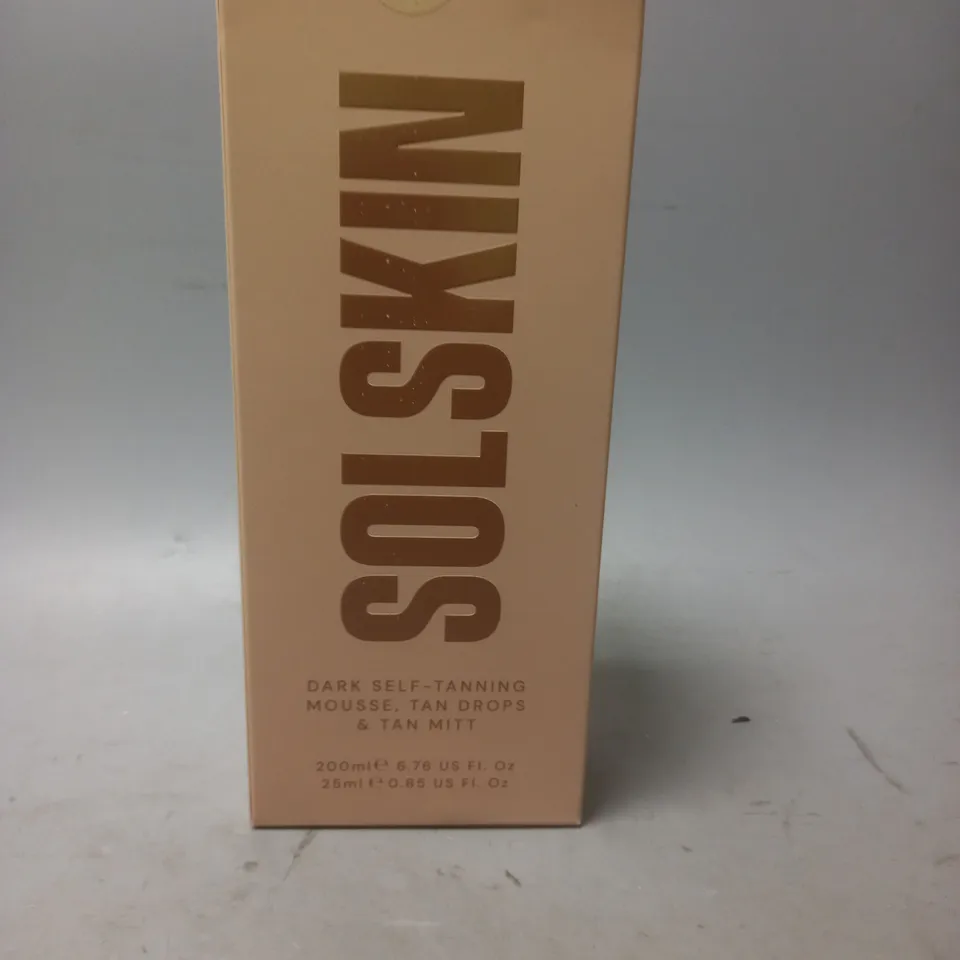 SOLSKIN
DARK SELF-TANNING
MOUSSE, TAN DROPS
& TAN MITT
200ml℮ 6.76 US Fl. Oz
25ml ℮ 0.85 US Fl. Oz